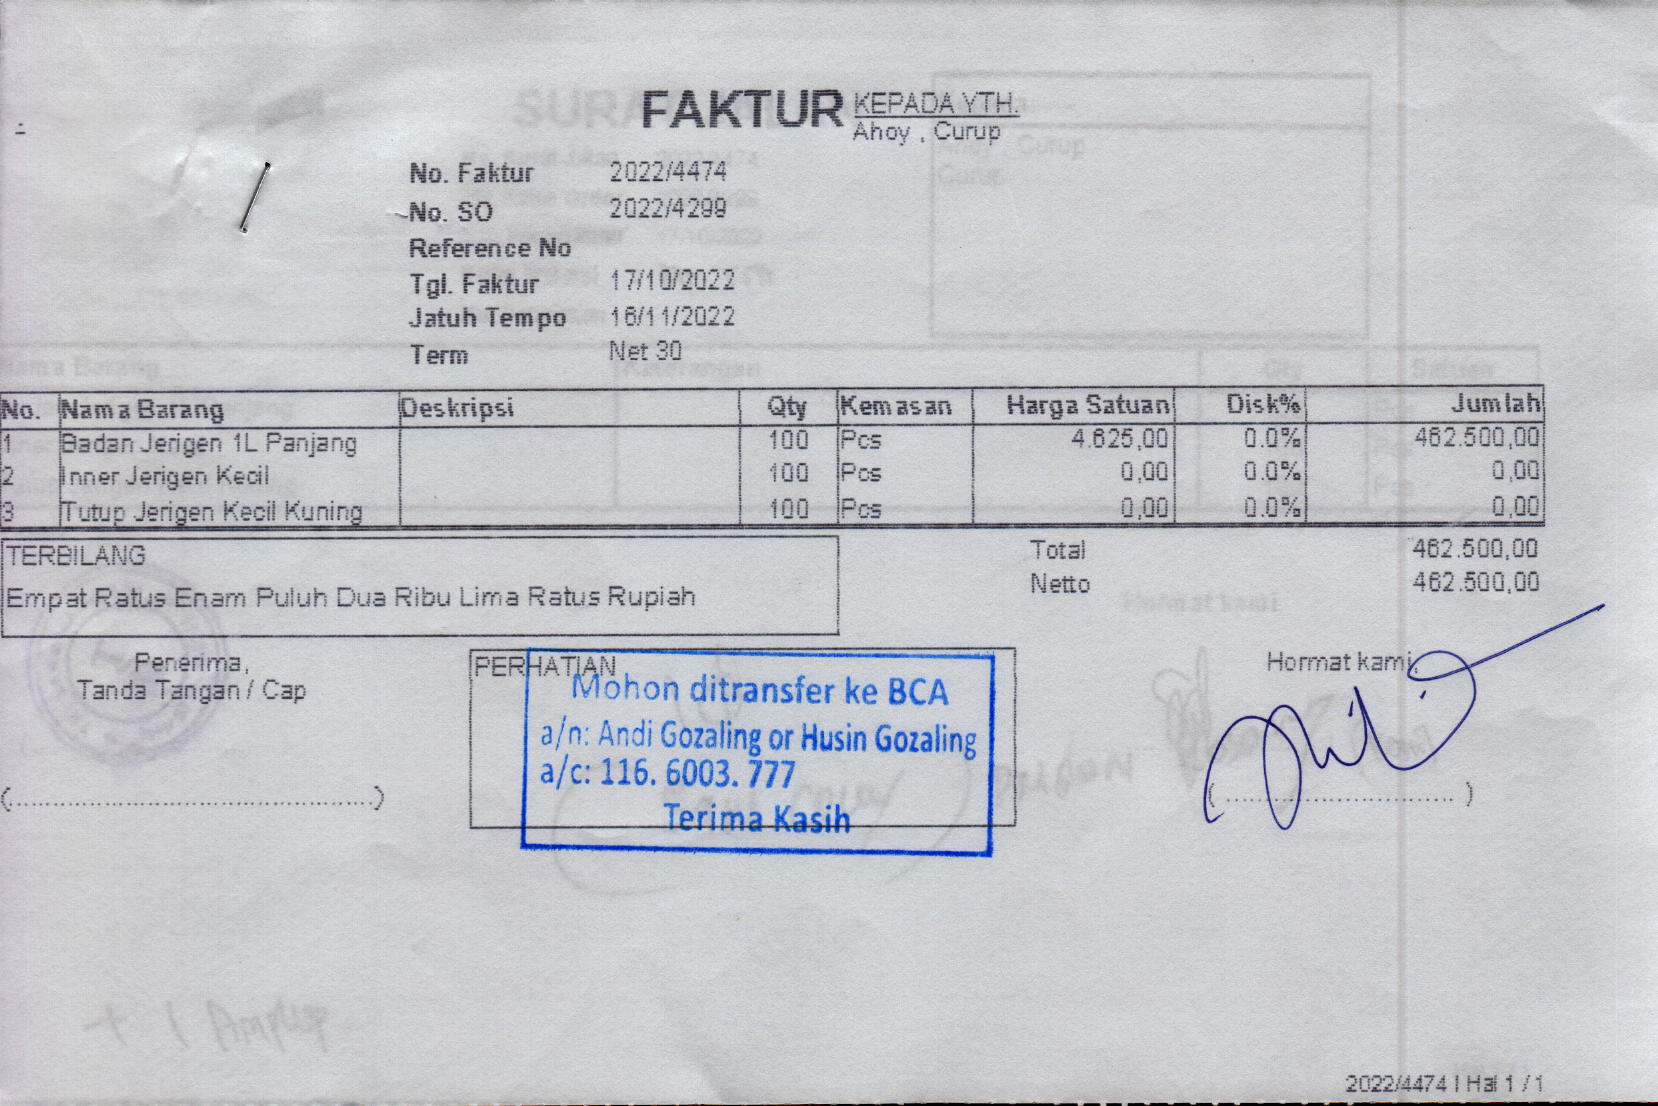 FAKTUR
KEPADA YTH.
Ahoy , Curup
No. Faktur 2022/4474
No. SO 2022/4299
Reference No
Tgl. Faktur 17/10/2022
Jatuh Tempo 16/11/2022
Term Net 30
No. Nama Barang Deskripsi Qty Kemasan Harga Satuan Disk% Jumlah
1 Badan Jerigen 1L Panjang 100 Pcs 4.625,00 0.0% 462.500,00
2 Inner Jerigen Kecil 100 Pcs 0,00 0.0% 0,00
3 Tutup Jerigen Kecil Kuning 100 Pcs 0,00 0.0% 0,00
TERBILANG
Empat Ratus Enam Puluh Dua Ribu Lima Ratus Rupiah
Total 462.500,00
Netto 462.500,00
Penerima,
Tanda Tangan / Cap
(................................................)
PERHATIAN
Mohon ditransfer ke BCA
a/n: Andi Gozaling or Husin Gozaling
a/c: 116. 6003. 777
Terima Kasih
Hormat kami,
( ............................... )
2022/4474 | Hal 1 / 1